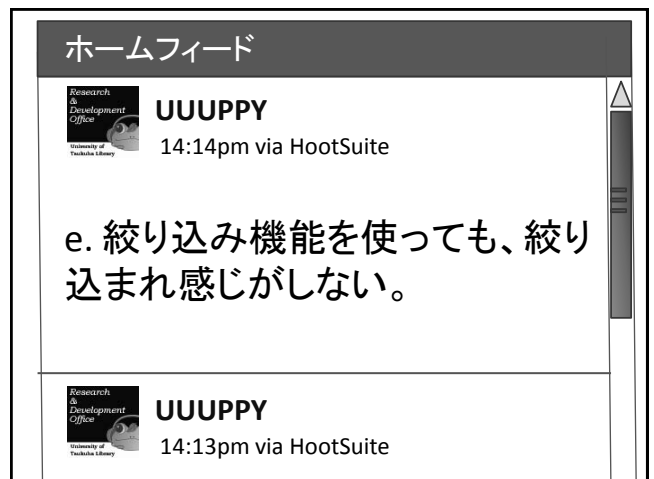 ホームフィード
Research
&
Development
Office
University of
Tsukuba Library
UUUPPY
14:14pm via HootSuite
e. 絞り込み機能を使っても、絞り
込まれ感じがしない。
Research
&
Development
Office
University of
Tsukuba Library
UUUPPY
14:13pm via HootSuite